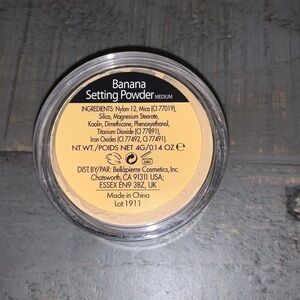 Banana
Setting Powder MEDIUM
INGREDIENTS: Nylon-12, Mica (CI 77019),
Silica, Magnesium Stearate,
Kaolin, Dimethicone, Phenoxyethanol,
Titanium Dioxide (CI 77891),
Iron Oxides (CI 77492, CI 77491)
NT.WT./POIDS NET 4G/0.14 OZ e
DIST.BY/PAR: Bellápierre Cosmetics, Inc.
Chatsworth, CA 91311 USA;
ESSEX EN9 3BZ, UK
Made in China
Lot: 1911